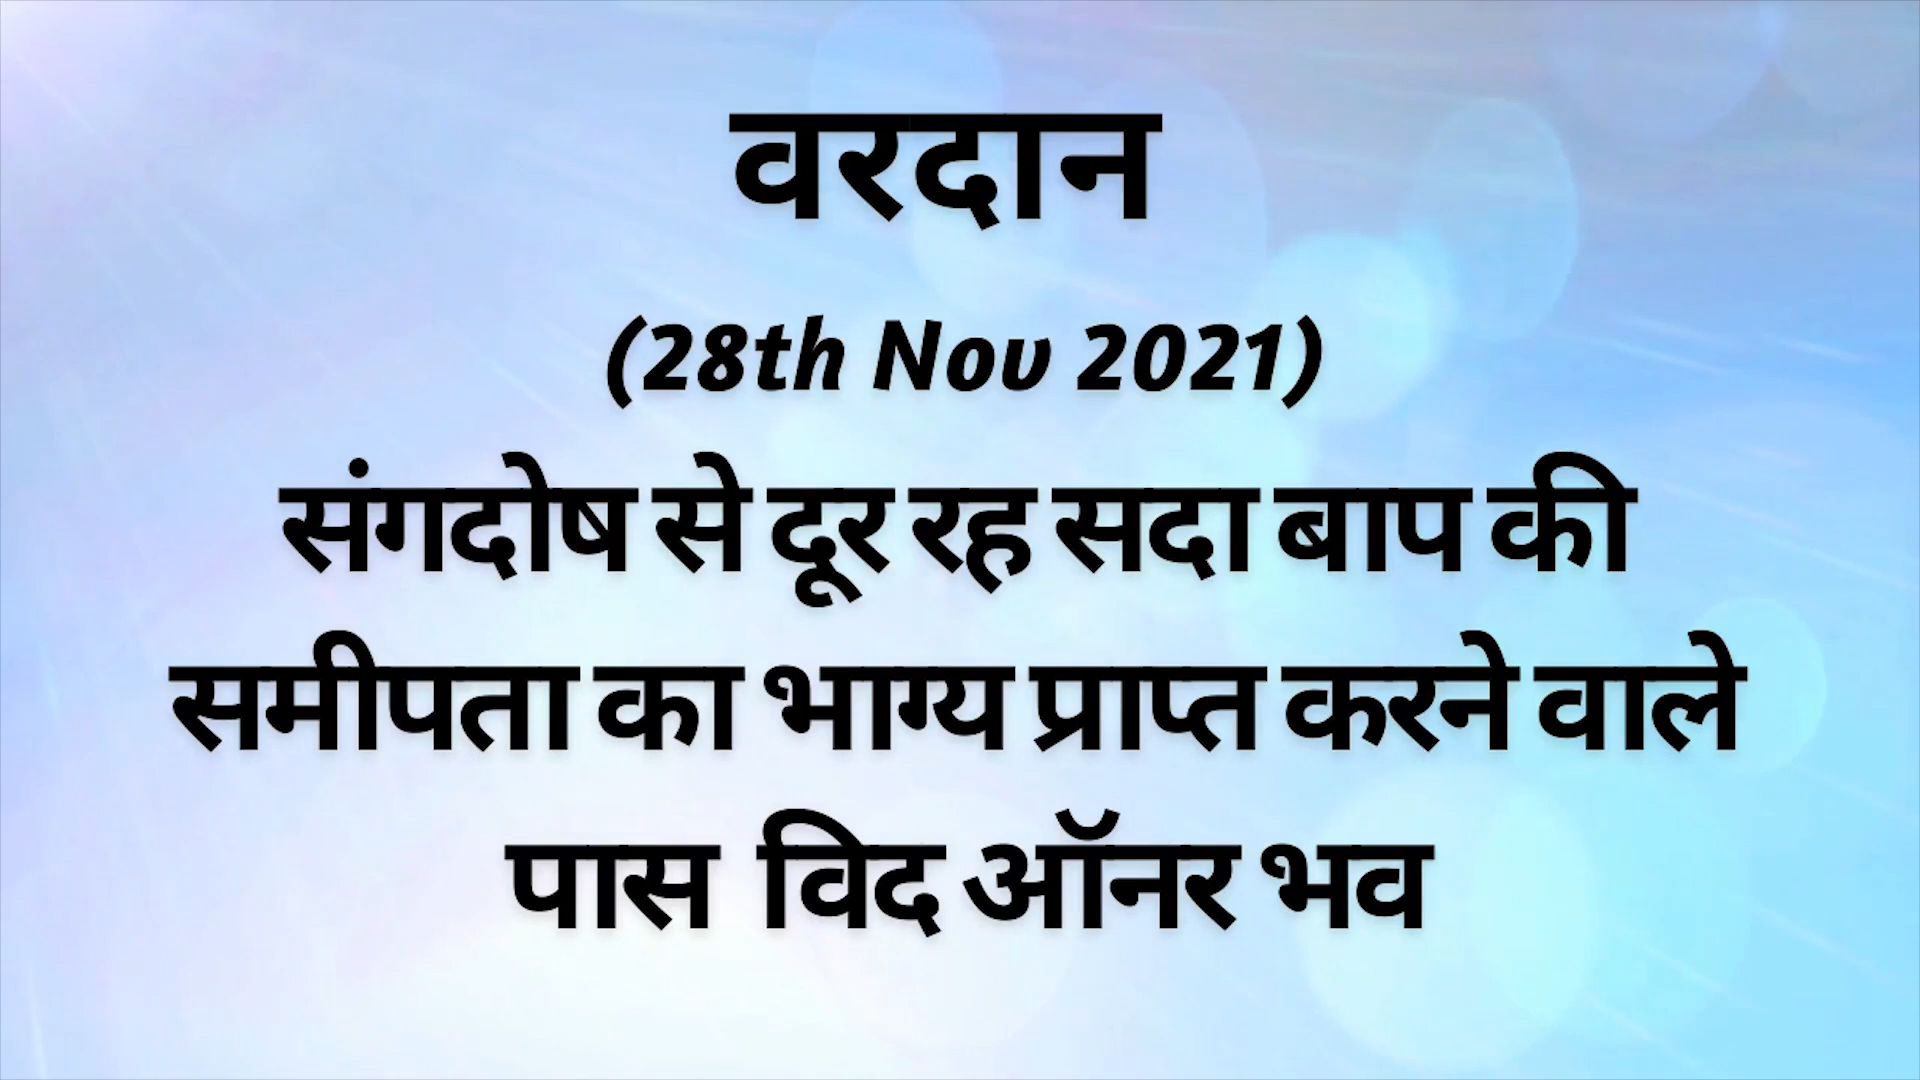 वरदान
(28th Nov 2021)
संगदोष से दूर रह सदा बाप की
समीपता का भाग्य प्राप्त करने वाले
पास विद ऑनर भव